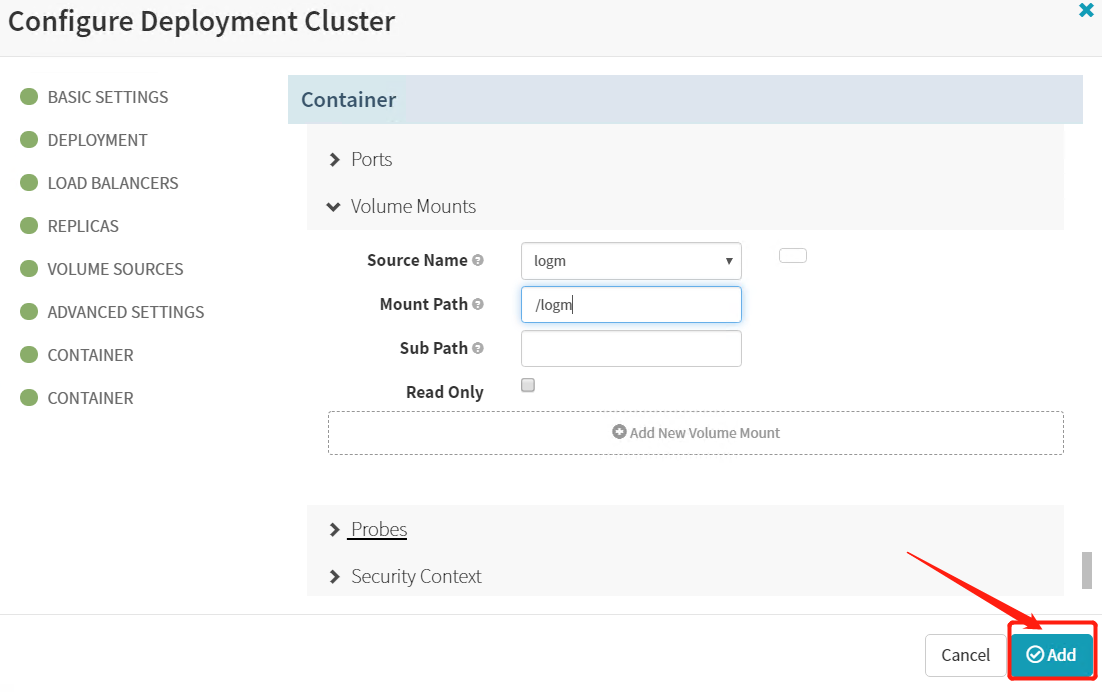 Configure Deployment Cluster
BASIC SETTINGS
DEPLOYMENT
LOAD BALANCERS
REPLICAS
VOLUME SOURCES
ADVANCED SETTINGS
CONTAINER
CONTAINER
Container
Ports
Volume Mounts
Source Name
logm
Mount Path
/logm
Sub Path
Read Only
Add New Volume Mount
Probes
Security Context
Cancel
Add